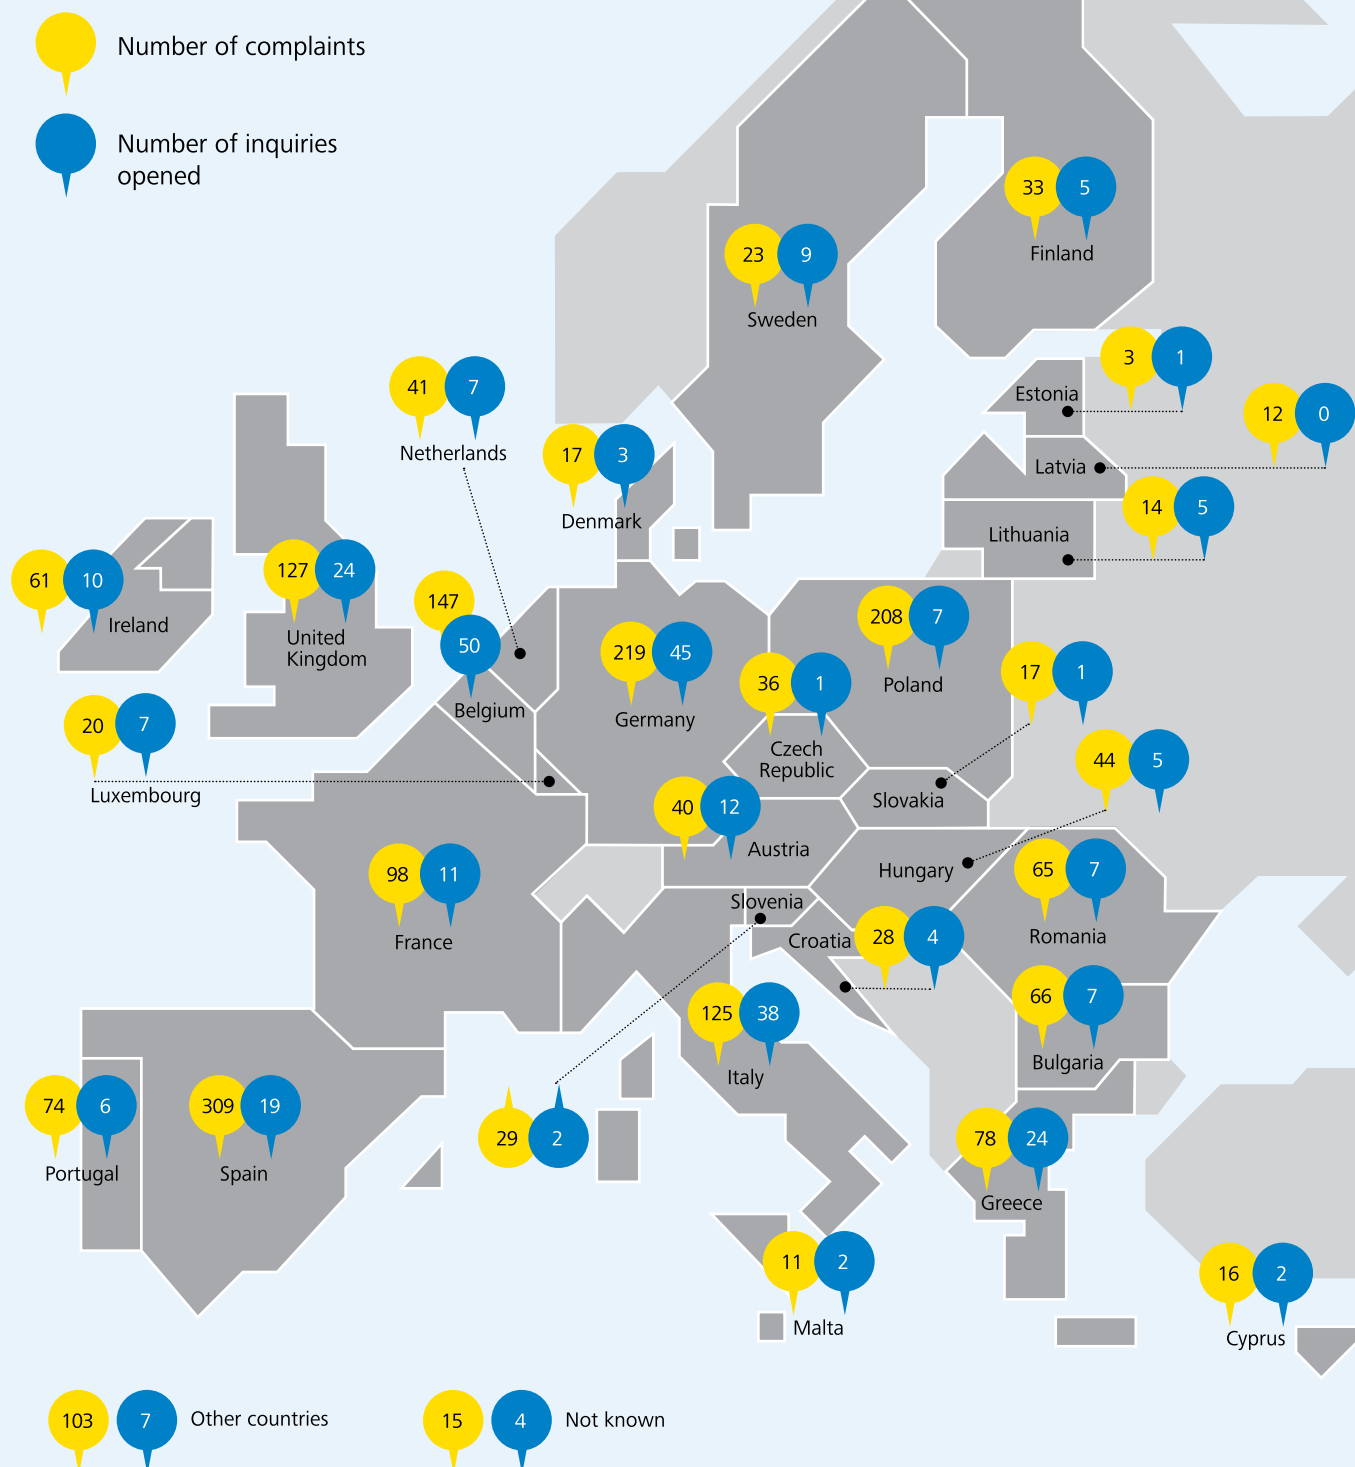 Number of complaints
Number of inquiries
opened
33 5
Finland
23 9
Sweden
3 1
Estonia
41 7
Netherlands
12 0
Latvia
17 3
Denmark
14 5
Lithuania
61 10
Ireland
127 24
United
Kingdom
147
50
Belgium
219 45
Germany
208 7
Poland
36 1
Czech
Republic
17 1
Slovakia
20 7
Luxembourg
44 5
Hungary
40 12
Austria
98 11
France
65 7
Romania
Slovenia
Croatia 28 4
66 7
Bulgaria
125 38
Italy
74 6
Portugal
309 19
Spain
29 2
78 24
Greece
11 2
Malta
16 2
Cyprus
103 7 Other countries
15 4 Not known